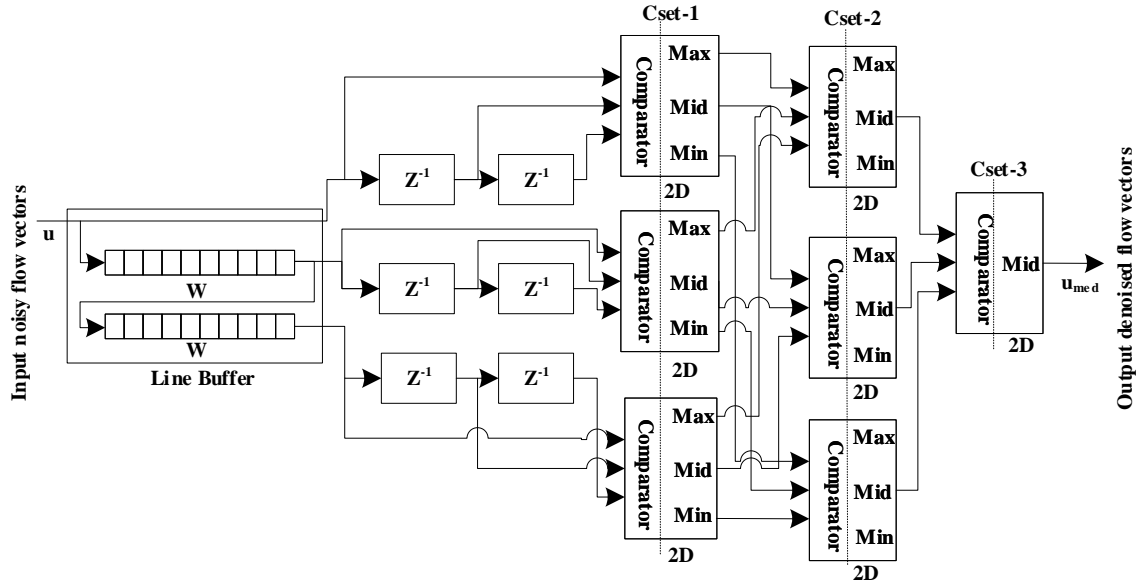 Cset-1
Cset-2
Cset-3
Input noisy flow vectors
u
W
W
Line Buffer
Z-1
Z-1
Z-1
Z-1
Z-1
Z-1
Comparator
Max
Mid
Min
2D
Comparator
Max
Mid
Min
2D
Comparator
Max
Mid
Min
2D
Comparator
Max
Mid
Min
2D
Comparator
Max
Mid
Min
2D
Comparator
Max
Mid
Min
2D
Comparator
Mid
2D
umed
Output denoised flow vectors